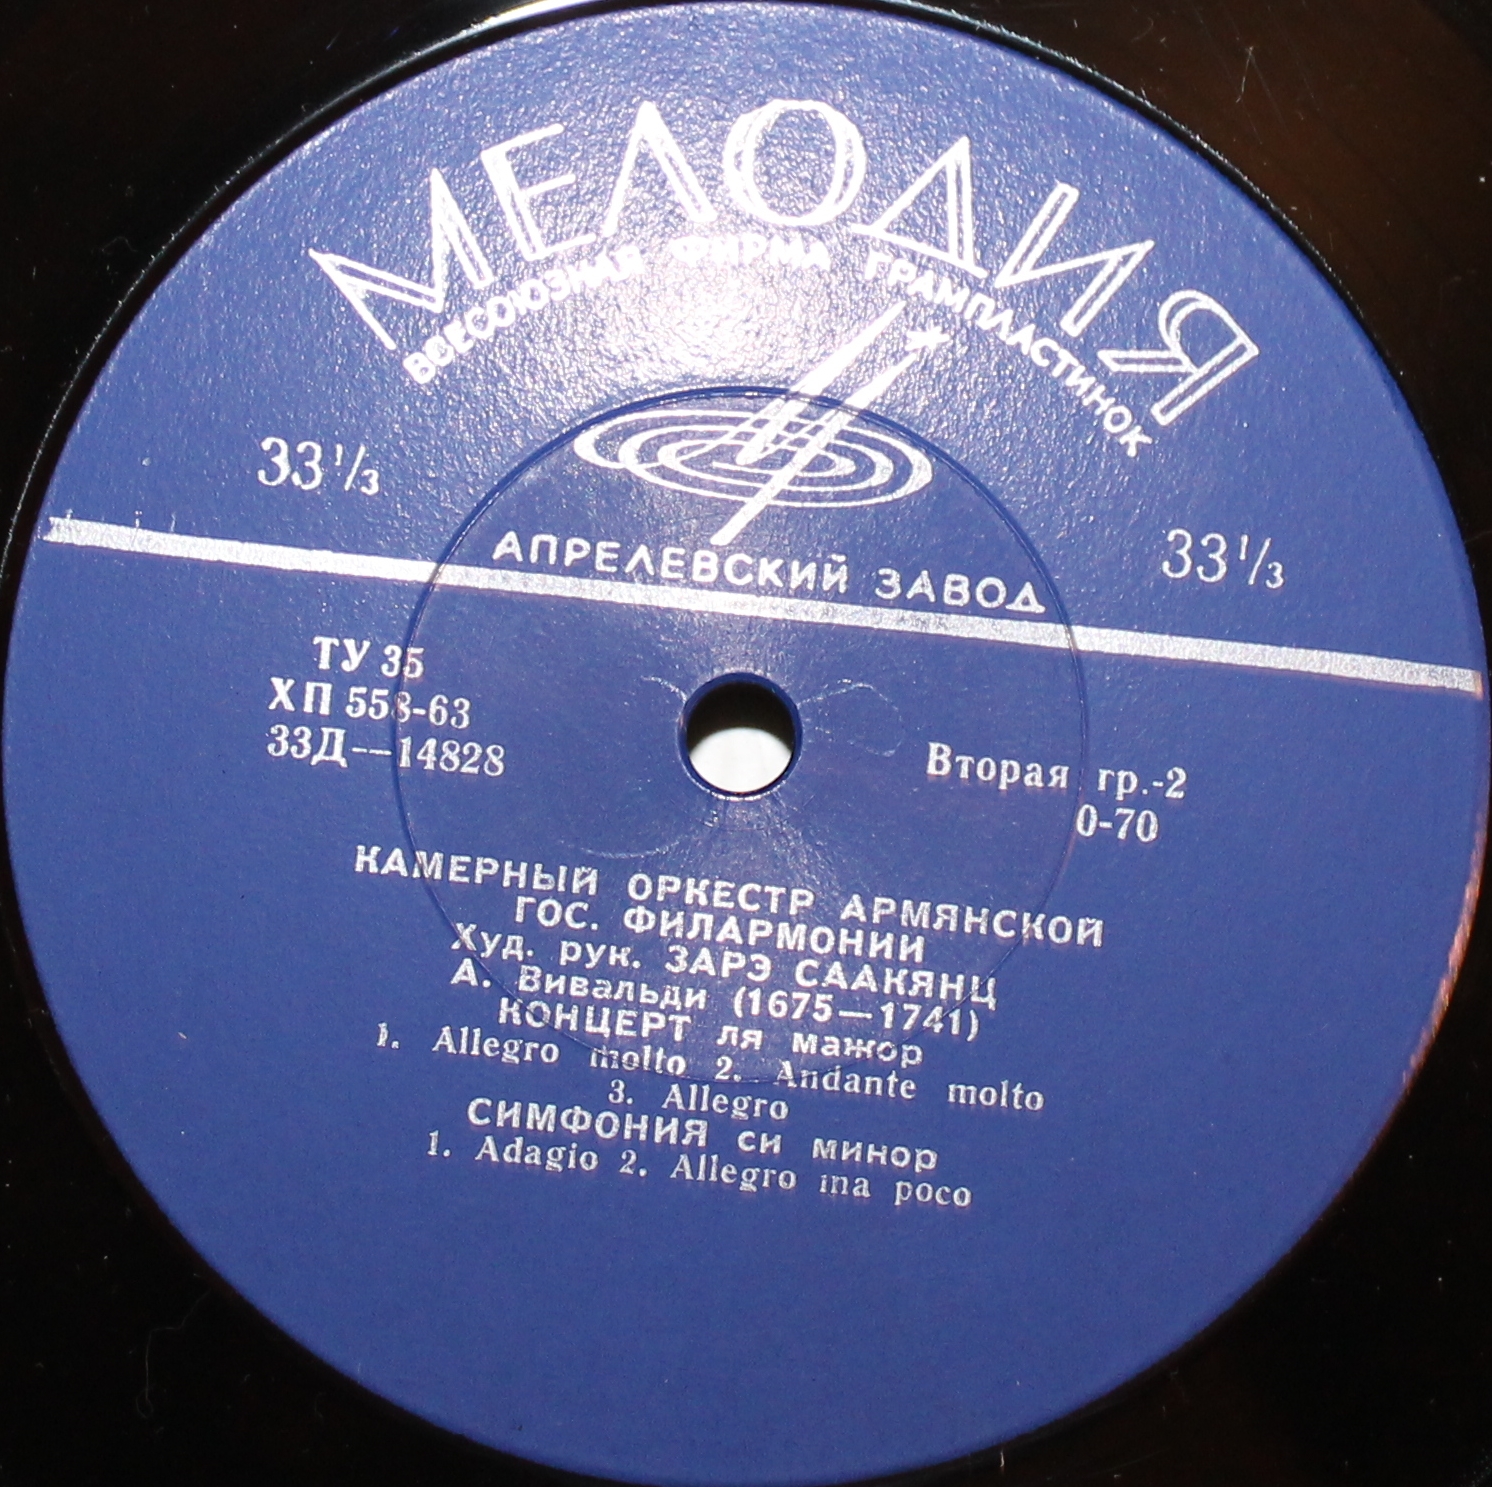 МЕЛОДИЯ
ВСЕСОЮЗНАЯ ФИРМА ГРАМПЛАСТИНОК
33⅓
33⅓
АПРЕЛЕВСКИЙ ЗАВОД
ТУ 35
ХП 558-63
33Д—14828
Вторая гр.-2
0-70
КАМЕРНЫЙ ОРКЕСТР АРМЯНСКОЙ
ГОС. ФИЛАРМОНИИ
Худ. рук. ЗАРЭ СААКЯНЦ
А. Вивальди (1675—1741)
КОНЦЕРТ ля мажор
1. Allegro molto 2. Andante molto
3. Allegro
СИМФОНИЯ си минор
1. Adagio 2. Allegro ma poco